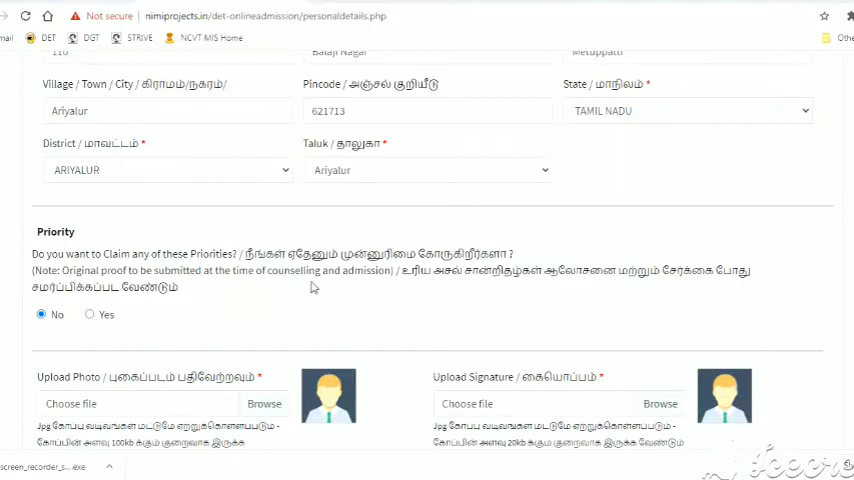 Not secure nimiprojects.in/det-onlineadmission/personaldetails.php
mail DET DGT STRIVE NCVT MIS Home Othe
110 Balaji Nagar Metuppatti
Village / Town / City / கிராமம்/நகரம்/ Pincode / அஞ்சல் குறியீடு State / மாநிலம் *
Ariyalur 621713 TAMIL NADU
District / மாவட்டம் * Taluk / தாலுகா *
ARIYALUR Ariyalur
Priority
Do you want to Claim any of these Priorities? / நீங்கள் ஏதேனும் முன்னுரிமை கோருகிறீர்களா ?
(Note: Original proof to be submitted at the time of counselling and admission) / உரிய அசல் சான்றிதழ்கள் ஆலோசனை மற்றும் சேர்க்கை போது
சமர்ப்பிக்கப்பட வேண்டும்
No Yes
Upload Photo / புகைப்படம் பதிவேற்றவும் * Upload Signature / கையொப்பம் *
Choose file Browse Choose file Browse
Jpg கோப்பு வடிவங்கள் மட்டுமே ஏற்றுக்கொள்ளப்படும் - Jpg கோப்பு வடிவங்கள் மட்டுமே ஏற்றுக்கொள்ளப்படும் -
கோப்பின் அளவு 100kb க்கும் குறைவாக இருக்க கோப்பின் அளவு 20kb க்கும் குறைவாக இருக்க வேண்டும்
screen_recorder_s....exe